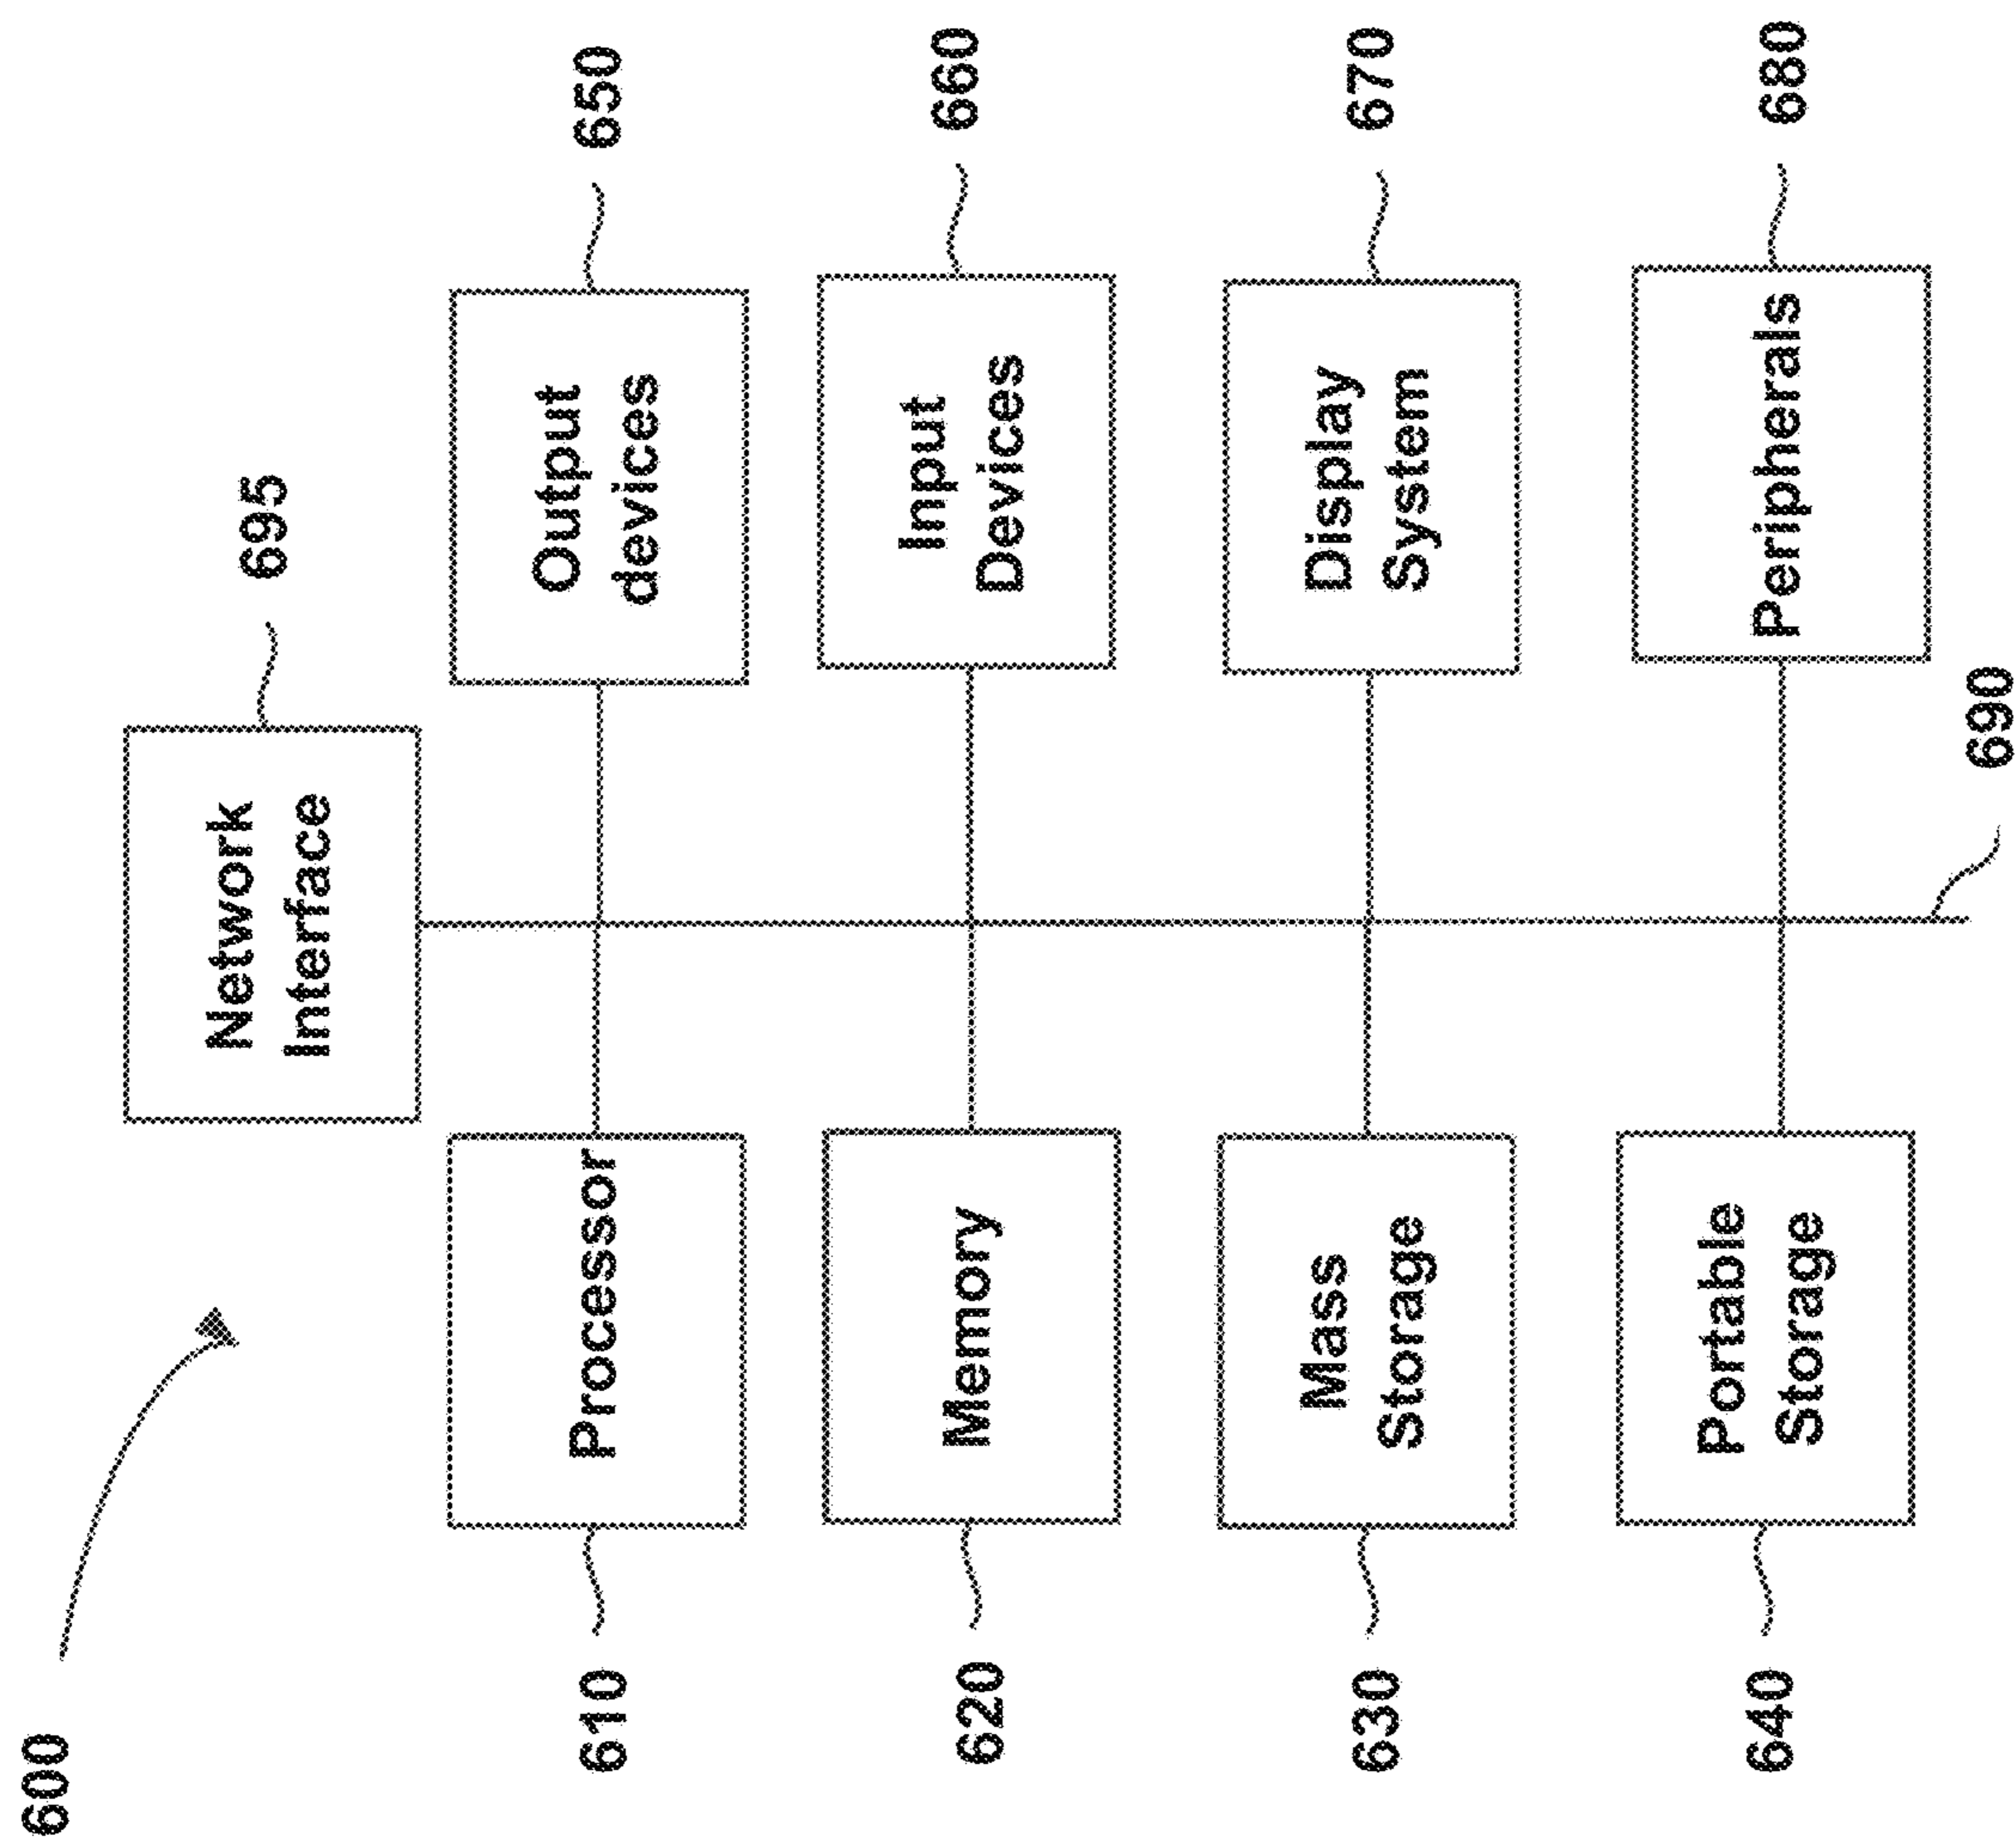 600
Network
Interface
695
610
Processor
Output
devices
650
620
Memory
Input
Devices
660
630
Mass
Storage
Display
System
670
640
Portable
Storage
Peripherals
680
690